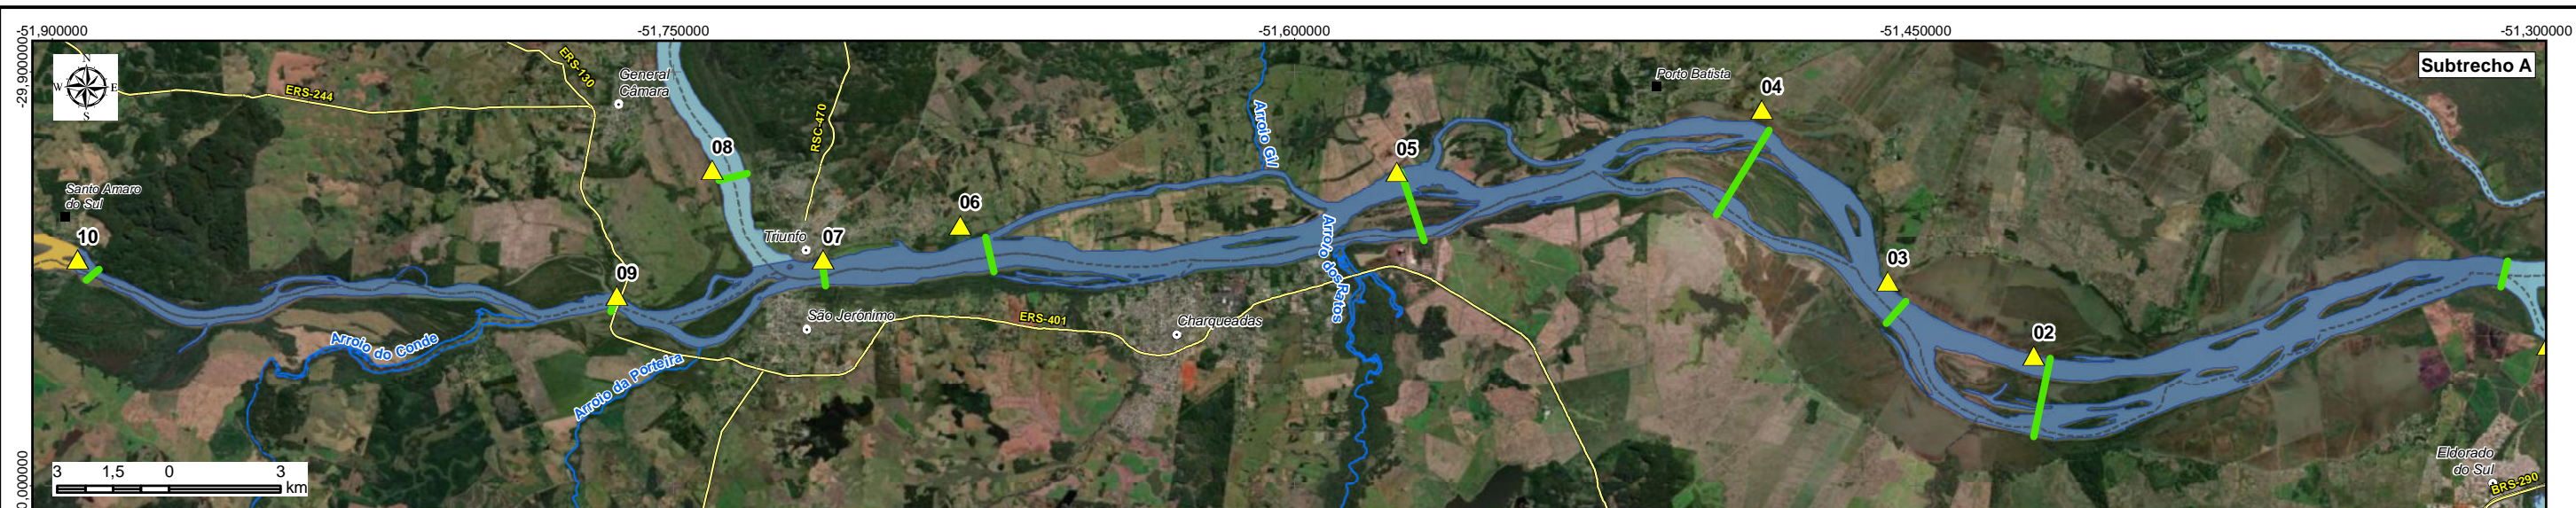 -51,900000
-51,750000
-51,600000
-51,450000
-51,300000
-29,900000
Subtrecho A
N
W E
S
ERS-244
ERS-130
General
Câmara
RSC-470
Arroio Gil
Porto Batista
04
08
05
Santo Amaro
do Sul
10
06
Triunfo
07
09
03
Arroio dos Ratos
São Jerônimo
ERS-401
Charqueadas
02
Arroio do Conde
Arroio da Porteira
Eldorado
do Sul
BRS-290
3 1,5 0 3
km
0,000000